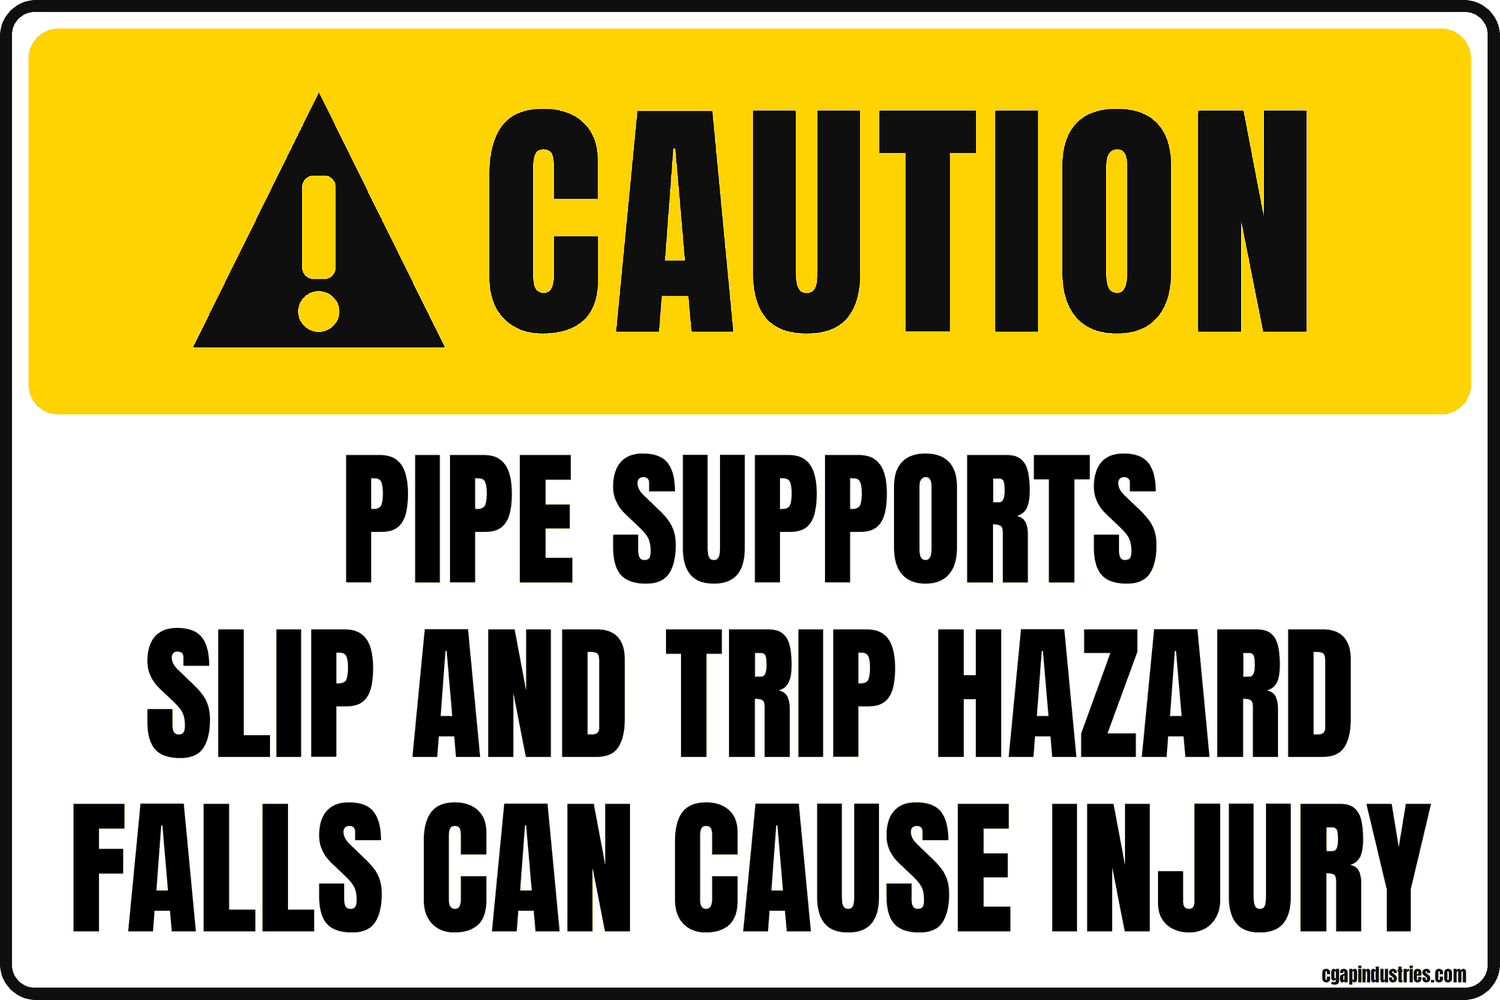 CAUTION
PIPE SUPPORTS
SLIP AND TRIP HAZARD
FALLS CAN CAUSE INJURY
cgapindustries.com